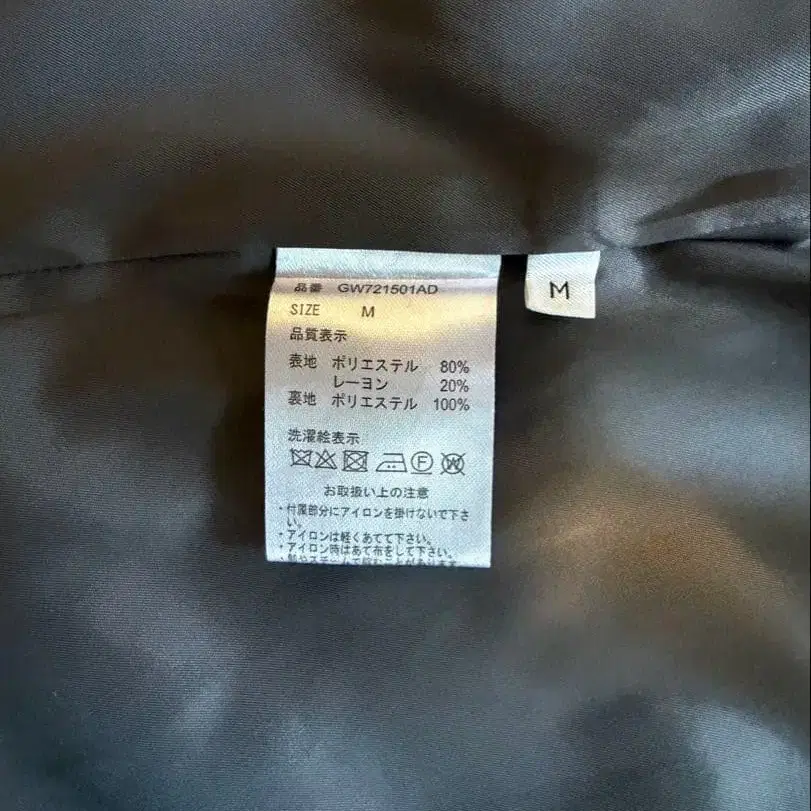 品番 GW721501AD
SIZE M
品質表示
表地 ポリエステル 80%
レーヨン 20%
裏地 ポリエステル 100%
洗濯絵表示
F
W
お取扱い上の注意
・付属部分にアイロンを掛けないで下さ
い。
・アイロンは軽くあてて下さい。
・アイロン時はあて布をして下さい。
M